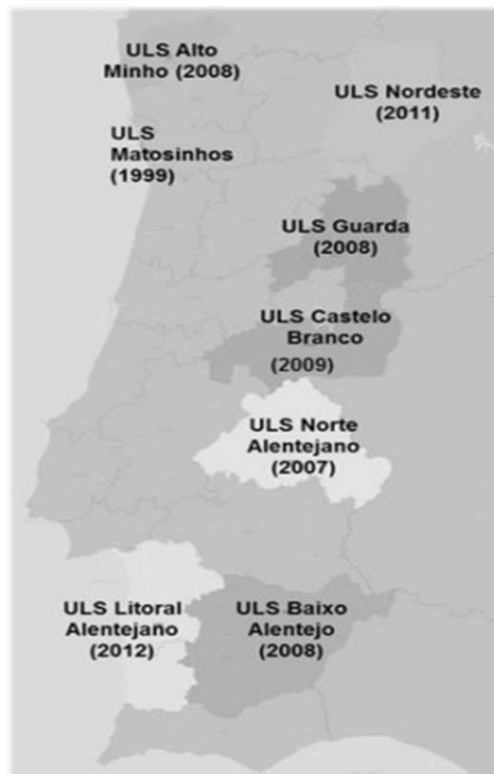 ULS Alto
Minho (2008)
ULS Nordeste
(2011)
ULS
Matosinhos
(1999)
ULS Guarda
(2008)
ULS Castelo
Branco
(2009)
ULS Norte
Alentejano
(2007)
ULS Litoral
Alentejano
(2012)
ULS Baixo
Alentejo
(2008)